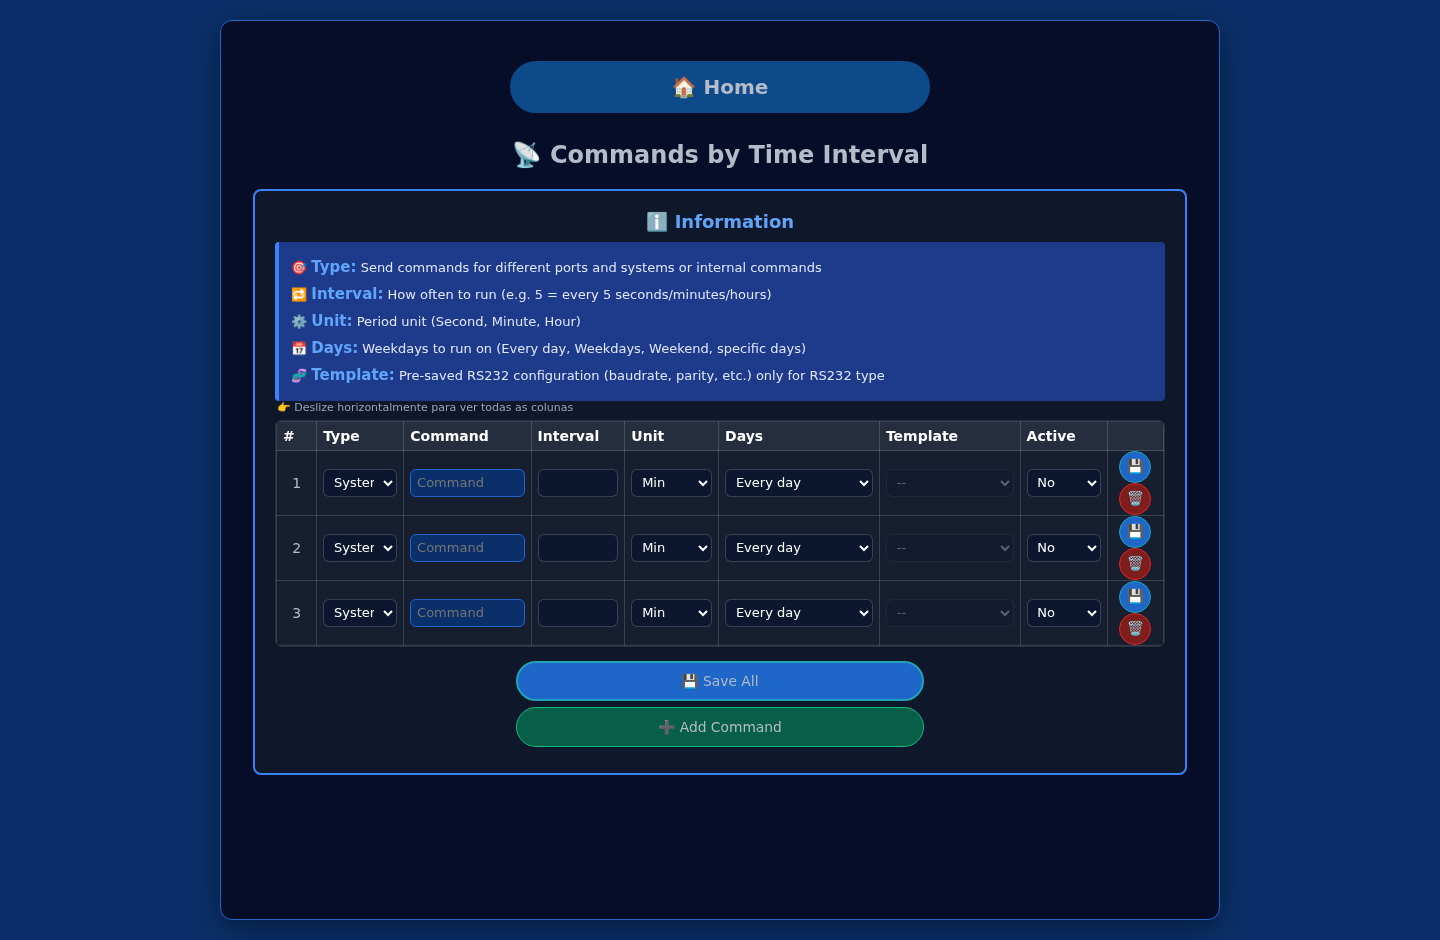 🏠 Home
📡 Commands by Time Interval
ℹ️ Information
🎯 Type: Send commands for different ports and systems or internal commands
🔁 Interval: How often to run (e.g. 5 = every 5 seconds/minutes/hours)
⚙️ Unit: Period unit (Second, Minute, Hour)
📅 Days: Weekdays to run on (Every day, Weekdays, Weekend, specific days)
🧬 Template: Pre-saved RS232 configuration (baudrate, parity, etc.) only for RS232 type
👉 Deslize horizontalmente para ver todas as colunas
# Type Command Interval Unit Days Template Active
1 System Command Min Every day -- No
2 System Command Min Every day -- No
3 System Command Min Every day -- No
💾 Save All
➕ Add Command